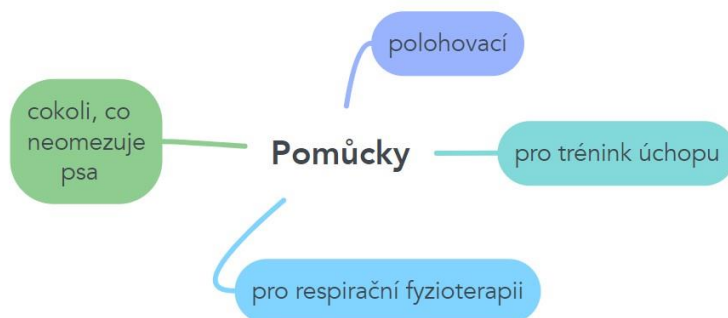 polohovací
cokoli, co
neomezuje
psa
Pomůcky
pro trénink úchopu
pro respirační fyzioterapii